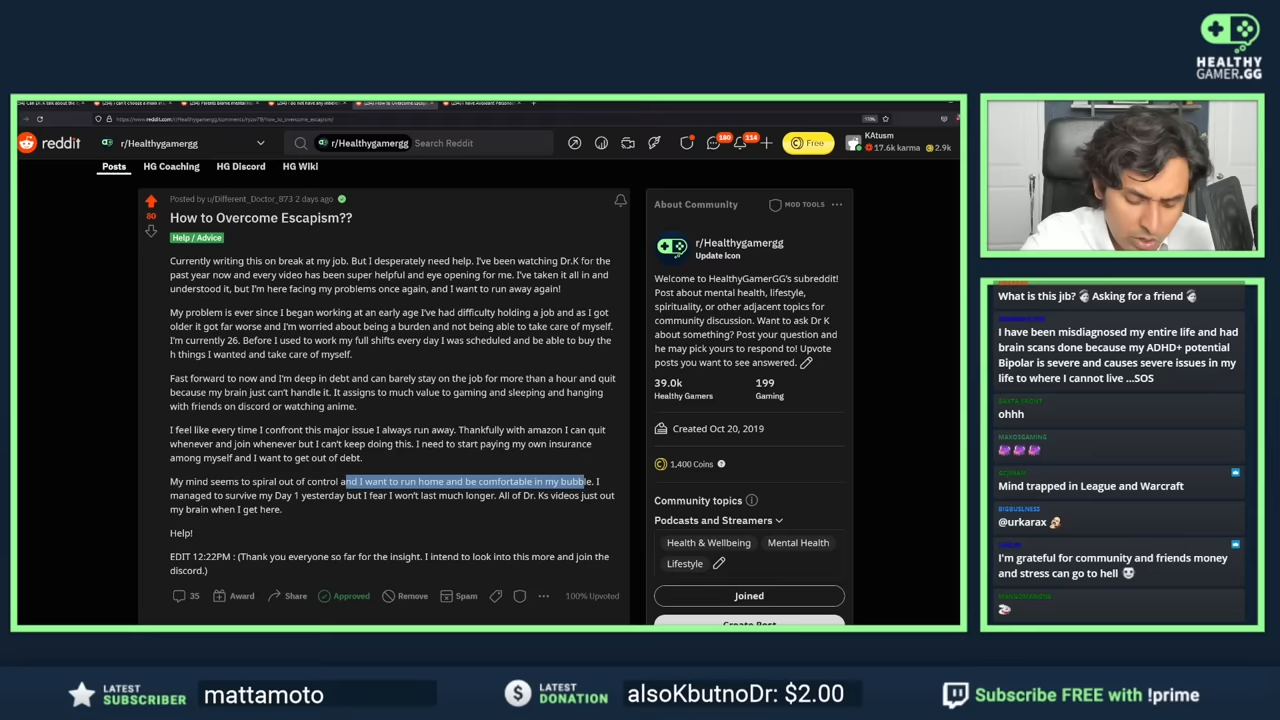 HEALTHY
GAMER.GG
https://www.reddit.com/r/Healthygamergg/comments/ryzw79/how_to_overcome_escapism/
reddit
r/Healthygamergg
r/Healthygamergg Search Reddit
180
114
Free
KAtusm
17.6k karma
2.9k
Posts
HG Coaching
HG Discord
HG Wiki
Posted by u/Different_Doctor_873 2 days ago
80
How to Overcome Escapism??
Help / Advice
Currently writing this on break at my job. But I desperately need help. I've been watching Dr.K for the
past year now and every video has been super helpful and eye opening for me. I've taken it all in and
understood it, but I'm here facing my problems once again, and I want to run away again!
My problem is ever since I began working at an early age I've had difficulty holding a job and as I got
older it got far worse and I'm worried about being a burden and not being able to take care of myself.
I'm currently 26. Before I used to work my full shifts every day I was scheduled and be able to buy the
h things I wanted and take care of myself.
Fast forward to now and I'm deep in debt and can barely stay on the job for more than a hour and quit
because my brain just can't handle it. It assigns to much value to gaming and sleeping and hanging
with friends on discord or watching anime.
I feel like every time I confront this major issue I always run away. Thankfully with amazon I can quit
whenever and join whenever but I can't keep doing this. I need to start paying my own insurance
among myself and I want to get out of debt.
My mind seems to spiral out of control and I want to run home and be comfortable in my bubble. I
managed to survive my Day 1 yesterday but I fear I won't last much longer. All of Dr. Ks videos just out
my brain when I get here.
Help!
EDIT 12:22PM : (Thank you everyone so far for the insight. I intend to look into this more and join the
discord.)
35
Award
Share
Approved
Remove
Spam
100% Upvoted
About Community
MOD TOOLS
r/Healthygamergg
Update Icon
Welcome to HealthyGamerGG's subreddit!
Post about mental health, lifestyle,
spirituality, or other adjacent topics for
community discussion. Want to ask Dr K
about something? Post your question and
he may pick yours to respond to! Upvote
posts you want to see answered.
39.0k
199
Healthy Gamers
Gaming
Created Oct 20, 2019
1,400 Coins
Community topics
Podcasts and Streamers
Health & Wellbeing
Mental Health
Lifestyle
Joined
Create Post
What is this jıb? Asking for a friend
I have been misdiagnosed my entire life and had
brain scans done because my ADHD+ potential
Bipolar is severe and causes severe issues in my
life to where I cannot live ...SOS
ohhh
MAXOSGAMING
Mind trapped in League and Warcraft
BIGBUSLNESS
@urkarax
I'm grateful for community and friends money
and stress can go to hell
LATEST
SUBSCRIBER
mattamoto
LATEST
DONATION
alsoKbutnoDr: $2.00
Subscribe FREE with !prime